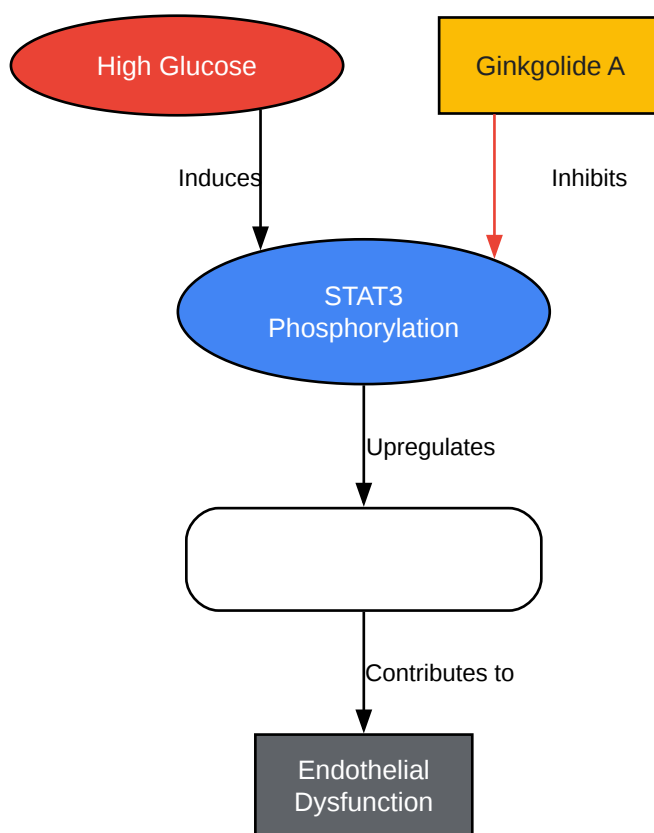 High Glucose
Ginkgolide A
Induces
Inhibits
STAT3
Phosphorylation
Upregulates
Contributes to
Endothelial
Dysfunction